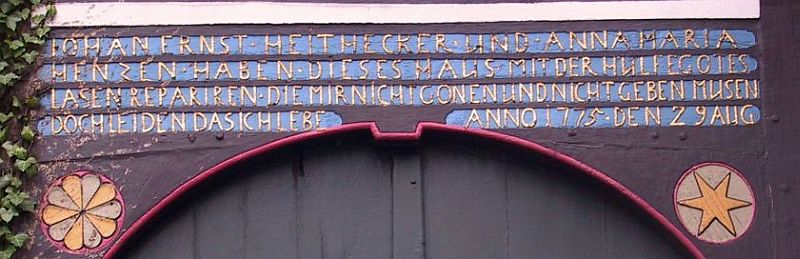 IOHAN ERNST · HEITHECKER · UND · ANNA MARIA
HENZEN · HABEN · DIESES HAUS MIT DER HULFE GOTES
LASEN REPARIREN · DIE MIR NICHT GONEN UND NICHT GEBEN MUSEN
DOCH LEIDEN DAS ICH LEBE ANNO 1775 · DEN 29 AUG